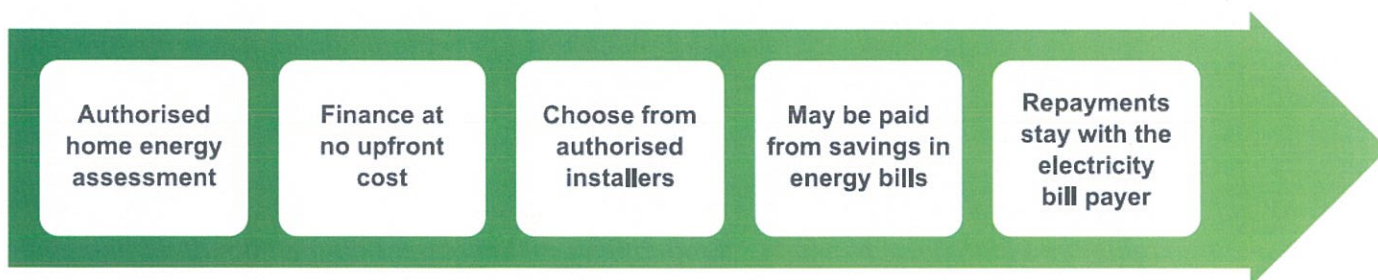 Authorised
home energy
assessment
Finance at
no upfront
cost
Choose from
authorised
installers
May be paid
from savings in
energy bills
Repayments
stay with the
electricity
bill payer